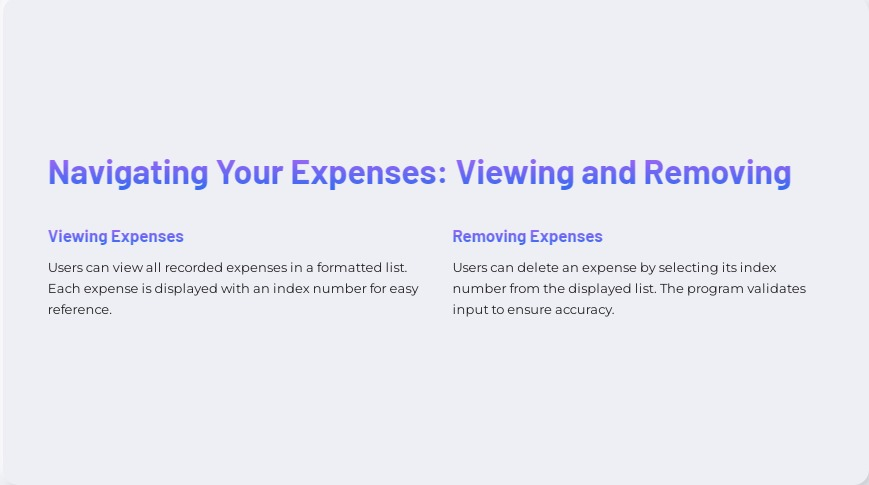 Navigating Your Expenses: Viewing and Removing
Viewing Expenses
Users can view all recorded expenses in a formatted list.
Each expense is displayed with an index number for easy
reference.
Removing Expenses
Users can delete an expense by selecting its index
number from the displayed list. The program validates
input to ensure accuracy.